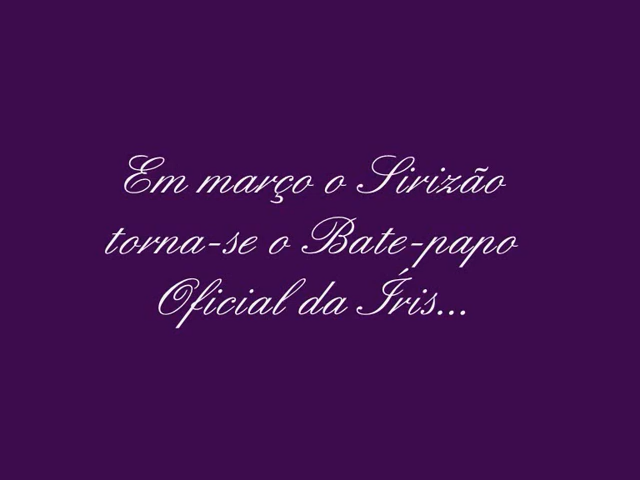 Em março o Sirizão
torna-se o Bate-papo
Oficial da Íris...